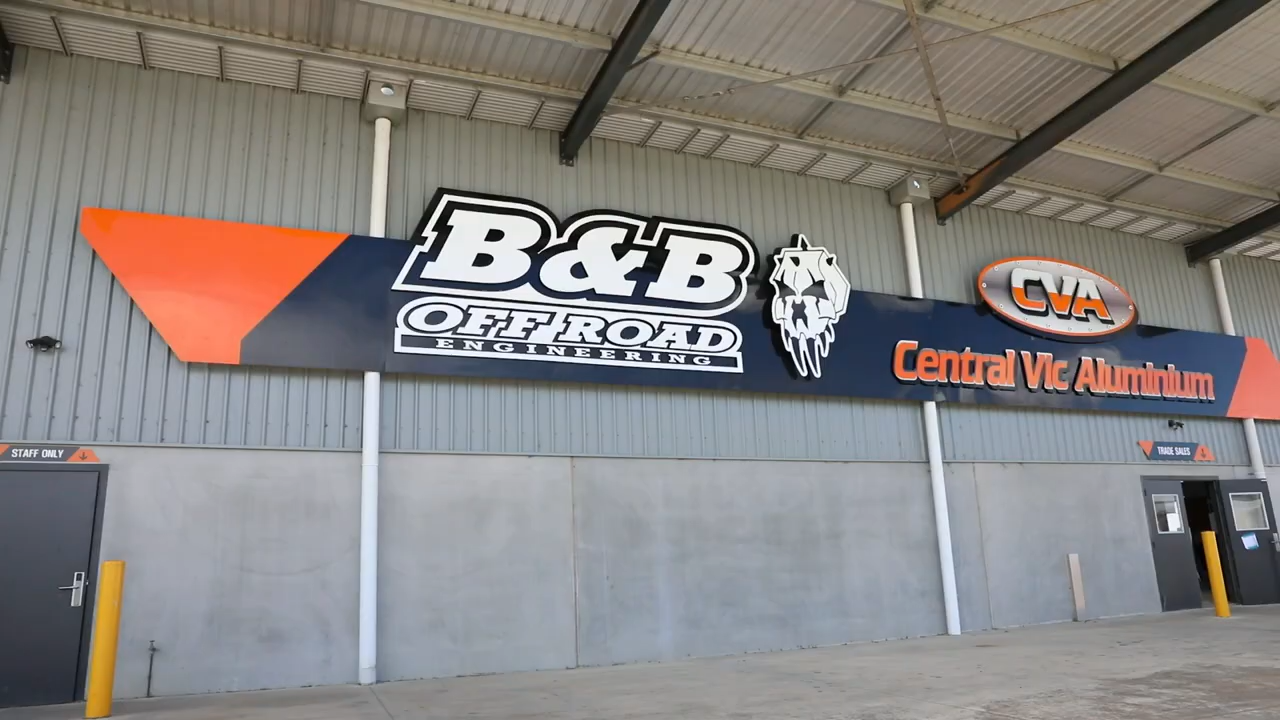 B&B
OFF ROAD
ENGINEERING
CVA
Central Vic Aluminium
STAFF ONLY
TRADE SALES